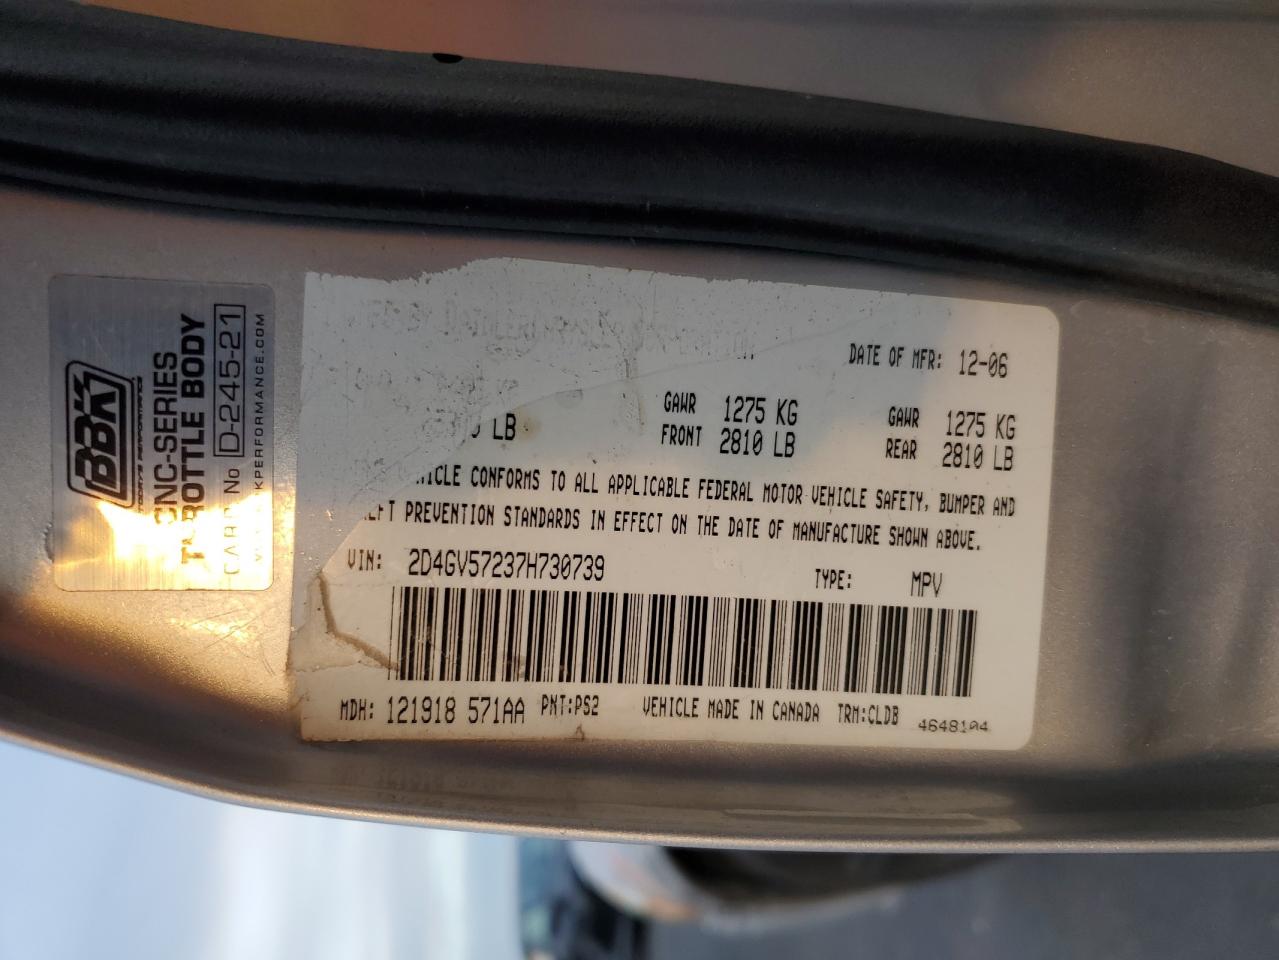 DATE OF MFR: 12-06
LB
GAWR FRONT 1275 KG 2810 LB
GAWR REAR 1275 KG 2810 LB
CONFORMS TO ALL APPLICABLE FEDERAL MOTOR VEHICLE SAFETY, BUMPER AND
PREVENTION STANDARDS IN EFFECT ON THE DATE OF MANUFACTURE SHOWN ABOVE.
VIN: 2D4GV57237H730739 TYPE: MPV
MDH: 121918 571AA PNT:PS2 VEHICLE MADE IN CANADA TRM:CLDB 4648104
BBK
CNC-SERIES
THROTTLE BODY
CARB No D-245-21